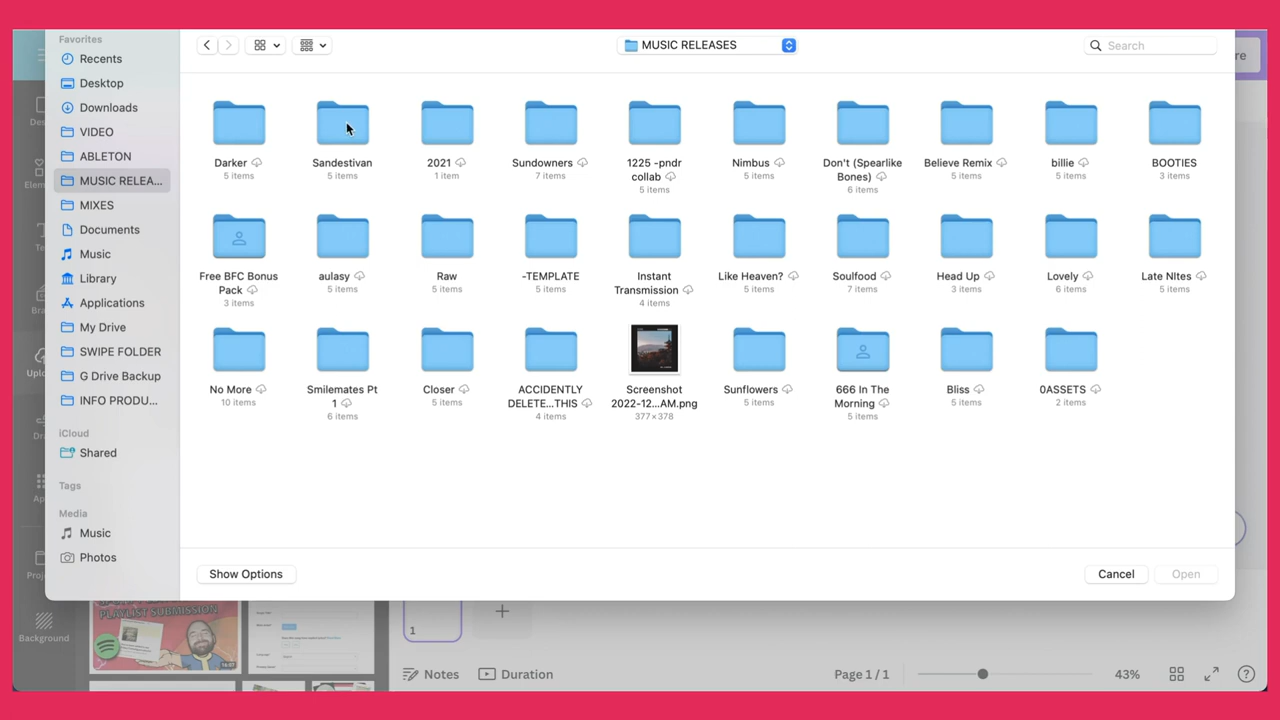 Favorites
Recents
Desktop
Downloads
VIDEO
ABLETON
MUSIC RELEA...
MIXES
Documents
Music
Library
Applications
My Drive
SWIPE FOLDER
G Drive Backup
INFO PRODU...
iCloud
Shared
Tags
Media
Music
Photos
MUSIC RELEASES
Search
Darker
5 items
Sandestivan
5 items
2021
1 item
Sundowners
7 items
1225 -pndr
collab
5 items
Nimbus
5 items
Don't (Spearlike
Bones)
6 items
Believe Remix
5 items
billie
5 items
BOOTIES
3 items
Free BFC Bonus
Pack
3 items
aulasy
5 items
Raw
5 items
-TEMPLATE
5 items
Instant
Transmission
4 items
Like Heaven?
5 items
Soulfood
7 items
Head Up
3 items
Lovely
6 items
Late NItes
5 items
No More
10 items
Smilemates Pt
1
6 items
Closer
5 items
ACCIDENTLY
DELETE...THIS
4 items
Screenshot
2022-12...AM.png
377×378
Sunflowers
5 items
666 In The
Morning
5 items
Bliss
5 items
0ASSETS
2 items
Show Options
Cancel
Open
PLAYLIST SUBMISSION
Background
1
Notes
Duration
Page 1 / 1
43%